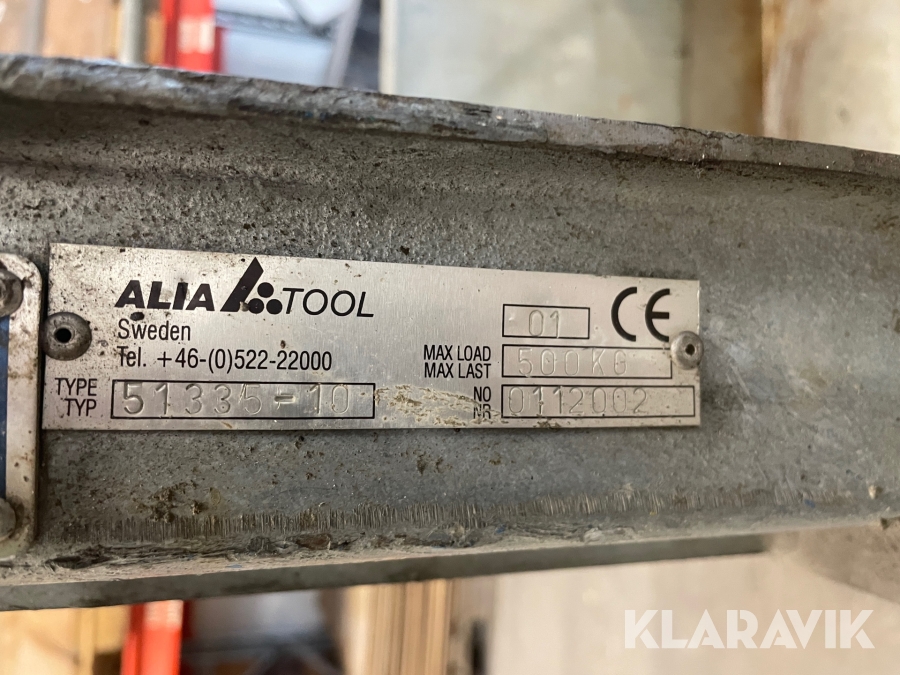 ALIA TOOL
Sweden
Tel. +46-(0)522-22000
TYPE
TYP
51335-10
01
CE
MAX LOAD
MAX LAST
500KG
NO
NR
0112002
KLARAVIK